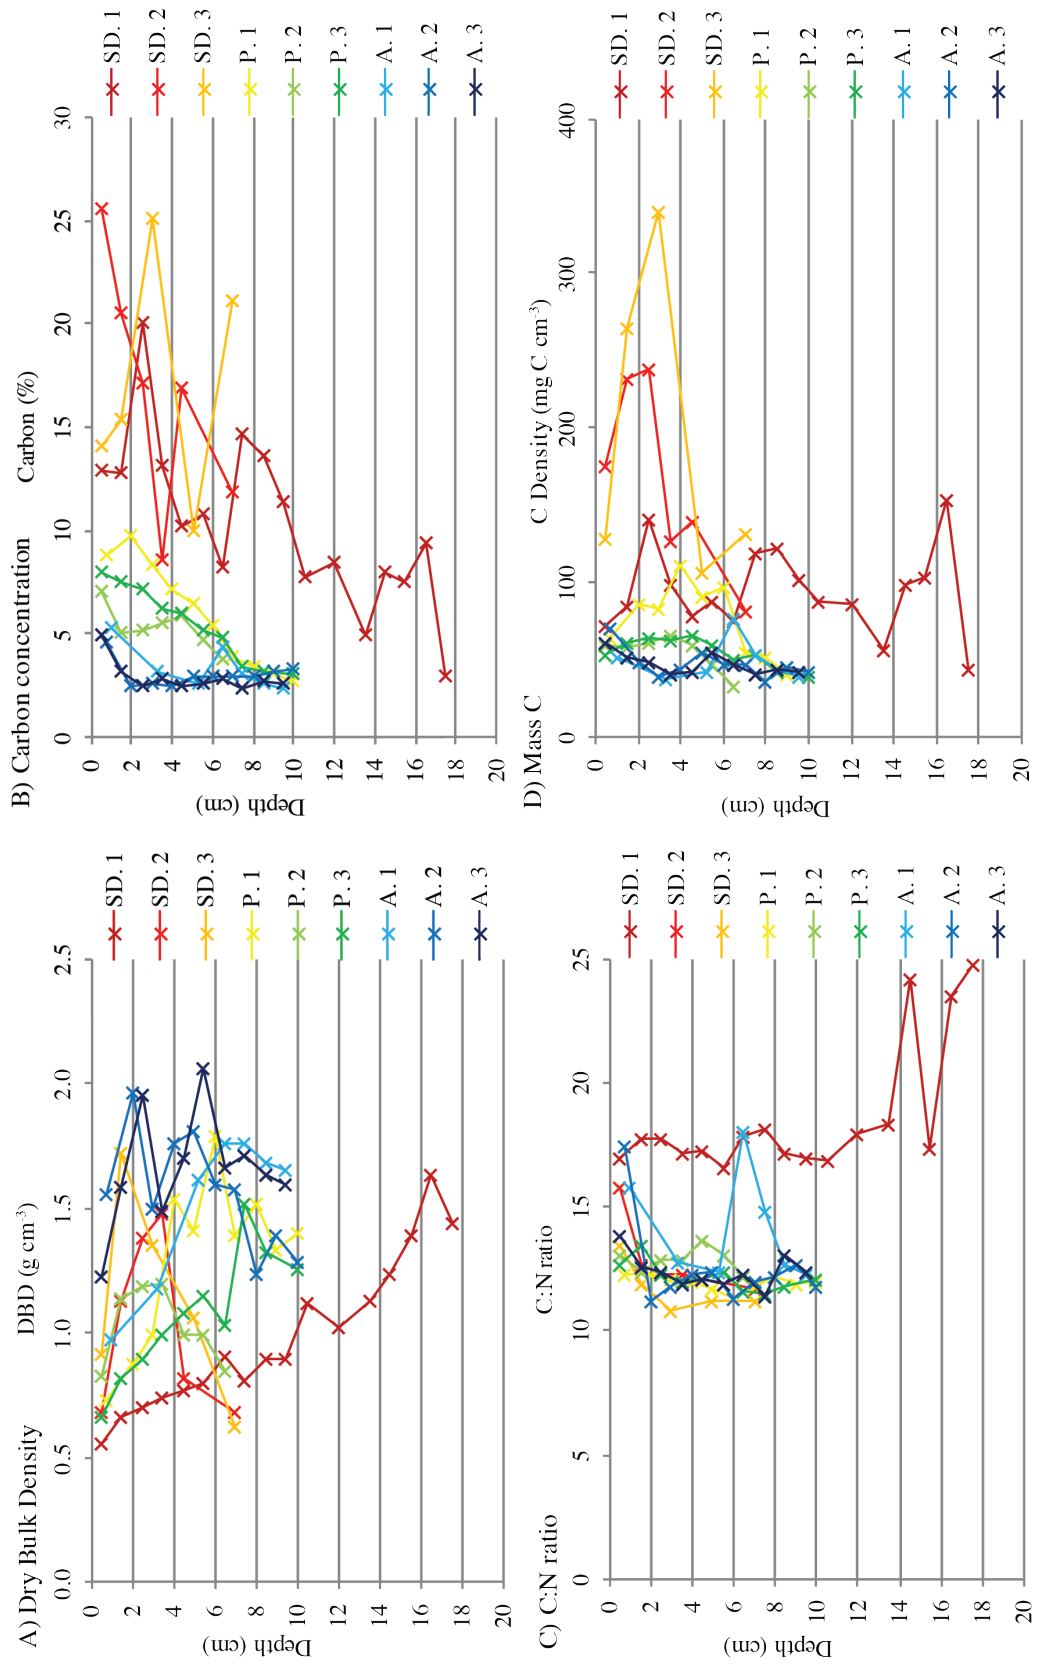 A) Dry Bulk Density
DBD (g cm⁻³)
0.0 0.5 1.0 1.5 2.0 2.5
0
2
4
6
8
10
12
14
16
18
20
Depth (cm)
SD. 1
SD. 2
SD. 3
P. 1
P. 2
P. 3
A. 1
A. 2
A. 3
B) Carbon concentration
Carbon (%)
0 5 10 15 20 25 30
0
2
4
6
8
10
12
14
16
18
20
Depth (cm)
SD. 1
SD. 2
SD. 3
P. 1
P. 2
P. 3
A. 1
A. 2
A. 3
C) C:N ratio
C:N ratio
0 5 10 15 20 25
0
2
4
6
8
10
12
14
16
18
20
Depth (cm)
SD. 1
SD. 2
SD. 3
P. 1
P. 2
P. 3
A. 1
A. 2
A. 3
D) Mass C
C Density (mg C cm⁻³)
0 100 200 300 400
0
2
4
6
8
10
12
14
16
18
20
Depth (cm)
SD. 1
SD. 2
SD. 3
P. 1
P. 2
P. 3
A. 1
A. 2
A. 3